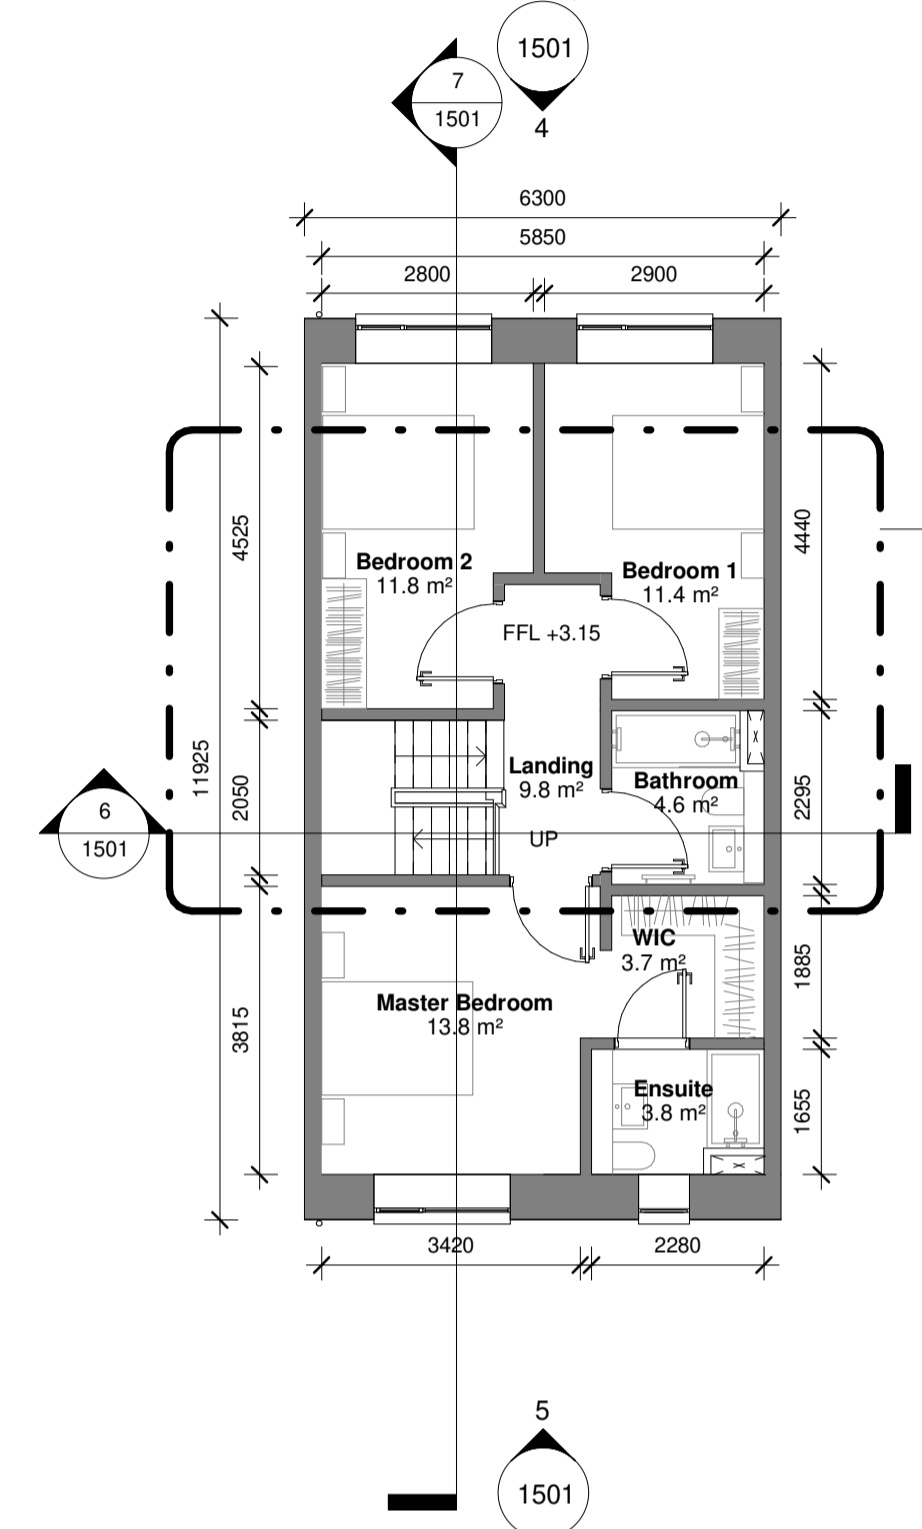 1501
7
1501
4
6300
5850
2800
2900
4525
4440
Bedroom 2
11.8 m²
Bedroom 1
11.4 m²
FFL +3.15
11925
2050
Landing
9.8 m²
Bathroom
4.6 m²
2295
6
1501
UP
WIC
3.7 m²
1885
Master Bedroom
13.8 m²
3815
Ensuite
3.8 m²
1655
3420
2280
5
1501